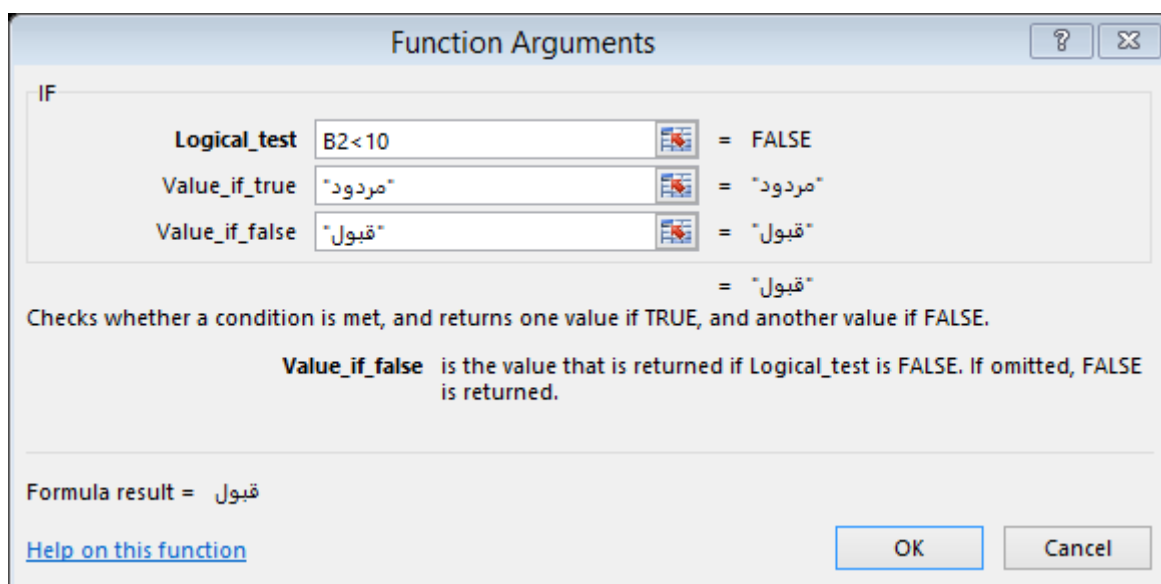 Function Arguments
IF
Logical_test B2<10 = FALSE
Value_if_true "مردود" = "مردود"
Value_if_false "قبول" = "قبول"
= "قبول"
Checks whether a condition is met, and returns one value if TRUE, and another value if FALSE.
Value_if_false is the value that is returned if Logical_test is FALSE. If omitted, FALSE
is returned.
Formula result = قبول
Help on this function OK Cancel